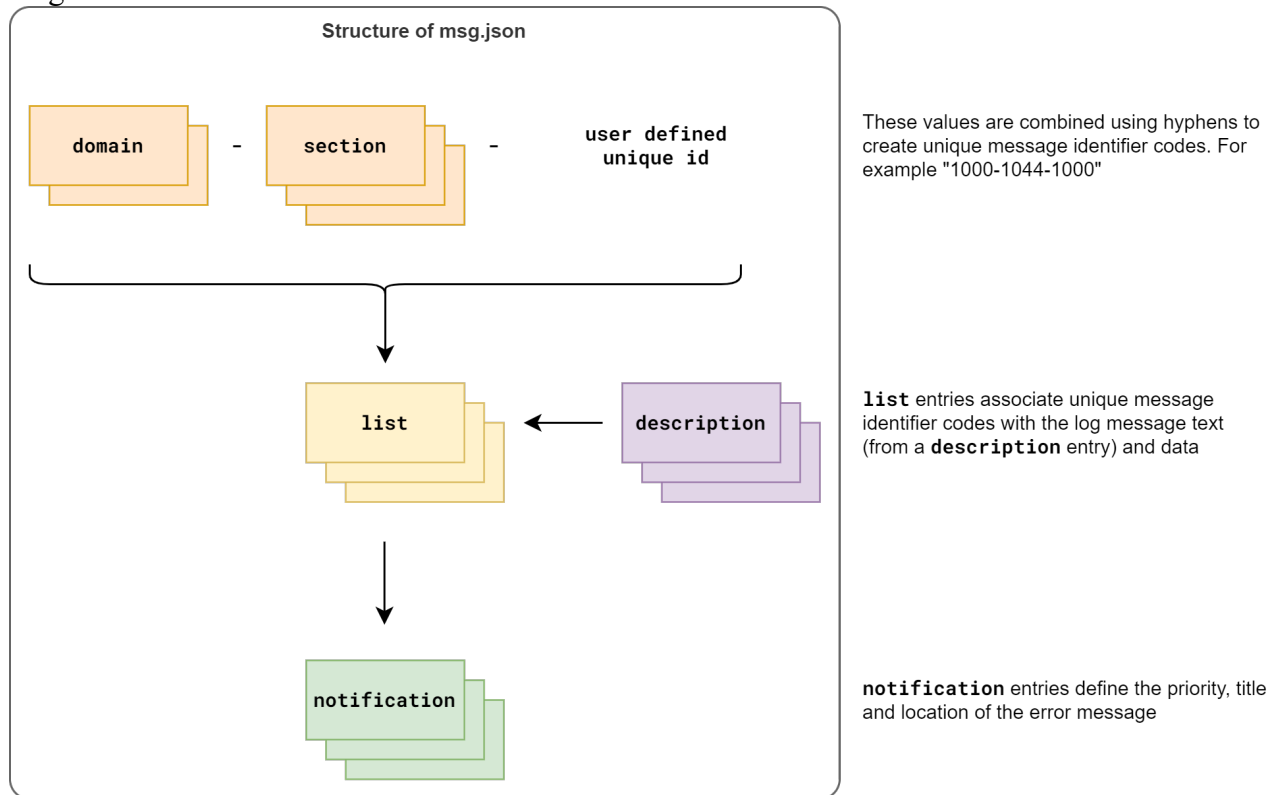 Structure of msg.json
domain - section - user defined
unique id
These values are combined using hyphens to
create unique message identifier codes. For
example "1000-1044-1000"
list
description
list entries associate unique message
identifier codes with the log message text
(from a description entry) and data
notification
notification entries define the priority, title
and location of the error message